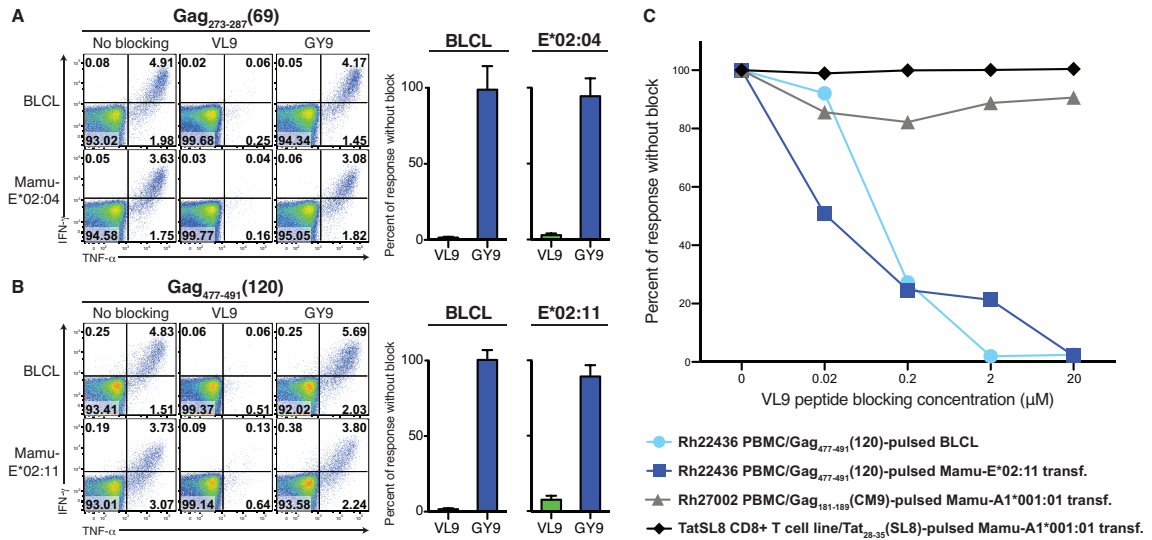 A
Gag273-287(69)
No blocking VL9 GY9
BLCL
0.08 4.91 0.02 0.06 0.05 4.17
93.02 1.98 99.68 0.25 94.34 1.45
Mamu-
E*02:04
0.05 3.63 0.03 0.04 0.06 3.08
94.58 1.75 99.77 0.16 95.05 1.82
IFN-γ
TNF-α
BLCL E*02:04
Percent of response without block
100
50
0
VL9 GY9 VL9 GY9
B
Gag477-491(120)
No blocking VL9 GY9
BLCL
0.25 4.83 0.06 0.06 0.25 5.69
93.41 1.51 99.37 0.51 92.02 2.03
Mamu-
E*02:11
0.19 3.73 0.09 0.13 0.38 3.80
93.01 3.07 99.14 0.64 93.58 2.24
IFN-γ
TNF-α
BLCL E*02:11
Percent of response without block
100
50
0
VL9 GY9 VL9 GY9
C
Percent of response without block
100
80
60
40
20
0
0 0.02 0.2 2 20
VL9 peptide blocking concentration (µM)
Rh22436 PBMC/Gag477-491(120)-pulsed BLCL
Rh22436 PBMC/Gag477-491(120)-pulsed Mamu-E*02:11 transf.
Rh27002 PBMC/Gag181-189(CM9)-pulsed Mamu-A1*001:01 transf.
TatSL8 CD8+ T cell line/Tat28-35(SL8)-pulsed Mamu-A1*001:01 transf.